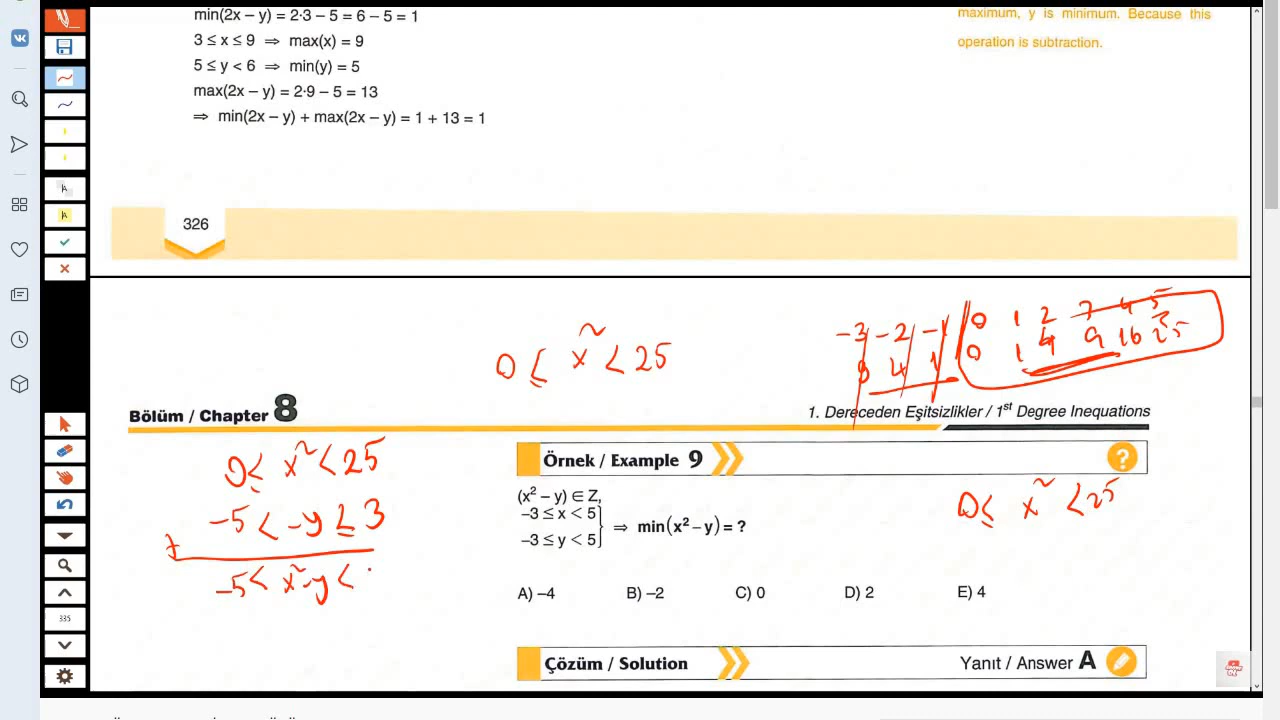 min(2x – y) = 2·3 – 5 = 6 – 5 = 1
3 ≤ x ≤ 9 ⇒ max(x) = 9
5 ≤ y < 6 ⇒ min(y) = 5
max(2x – y) = 2·9 – 5 = 13
⇒ min(2x – y) + max(2x – y) = 1 + 13 = 1
maximum, y is minimum. Because this
operation is subtraction.
326
0 ≤ x² < 25
-3 -2 -1 0 1 2 3 4 5
9 4 1 0 1 4 9 16 25
Bölüm / Chapter 8
1. Dereceden Eşitsizlikler / 1st Degree Inequations
0 ≤ x² < 25
-5 < -y ≤ 3
+
-5 < x² - y < .
Örnek / Example 9
?
(x² – y) ∈ Z,
–3 ≤ x < 5
–3 ≤ y < 5
⇒ min(x² – y) = ?
0 ≤ x² < 25
A) –4 B) –2 C) 0 D) 2 E) 4
Çözüm / Solution
Yanıt / Answer A
335